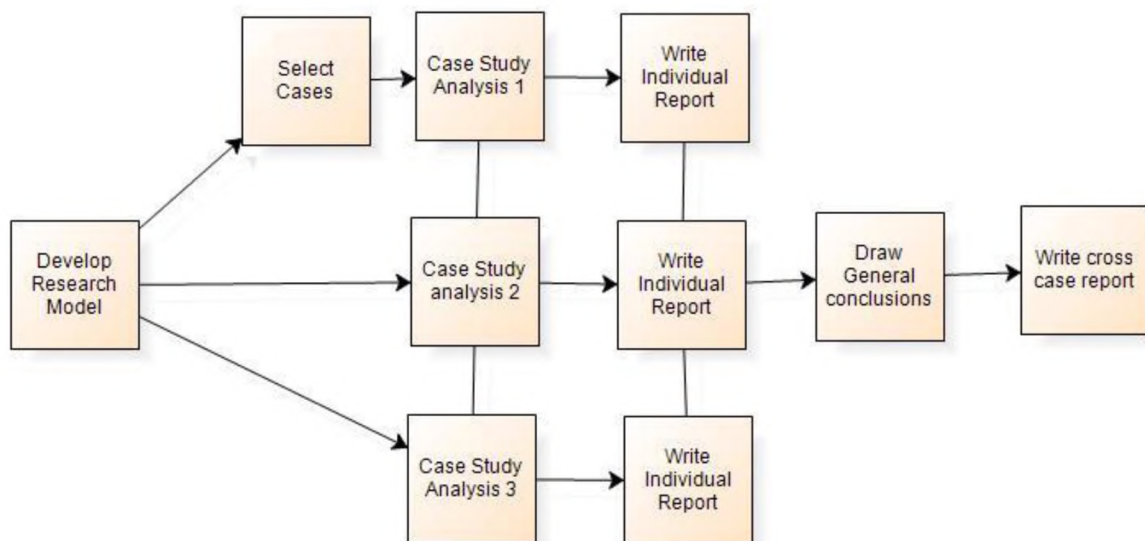 Select
Cases
Case Study
Analysis 1
Write
Individual
Report
Develop
Research
Model
Case Study
analysis 2
Write
Individual
Report
Draw
General
conclusions
Write cross
case report
Case Study
Analysis 3
Write
Individual
Report